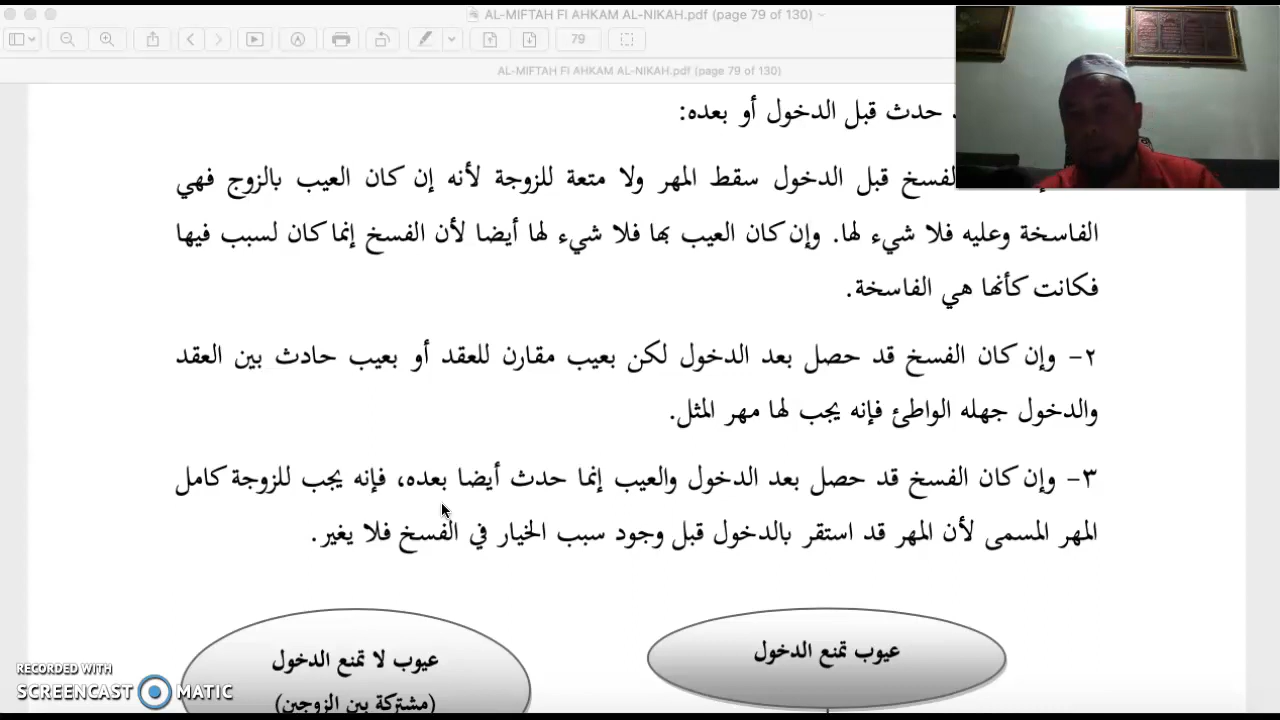 AL-MIFTAH FI AHKAM AL-NIKAH.pdf (page 79 of 130)
79
AL-MIFTAH FI AHKAM AL-NIKAH.pdf (page 79 of 130)
حدث قبل الدخول أو بعده:
الفسخ قبل الدخول سقط المهر ولا متعة للزوجة لأنه إن كان العيب بالزوج فهي
الفاسخة وعليه فلا شيء لها. وإن كان العيب بها فلا شيء لها أيضا لأن الفسخ إنما كان لسبب فيها
فكانت كأنها هي الفاسخة.
٢- وإن كان الفسخ قد حصل بعد الدخول لكن بعيب مقارن للعقد أو بعيب حادث بين العقد
والدخول جهله الواطئ فإنه يجب لها مهر المثل.
٣- وإن كان الفسخ قد حصل بعد الدخول والعيب إنما حدث أيضا بعده، فإنه يجب للزوجة كامل
المهر المسمى لأن المهر قد استقر بالدخول قبل وجود سبب الخيار في الفسخ فلا يغير.
عيوب تمنع الدخول
عيوب لا تمنع الدخول
(مشتركة بين الزوجين)
RECORDED WITH
SCREENCAST MATIC